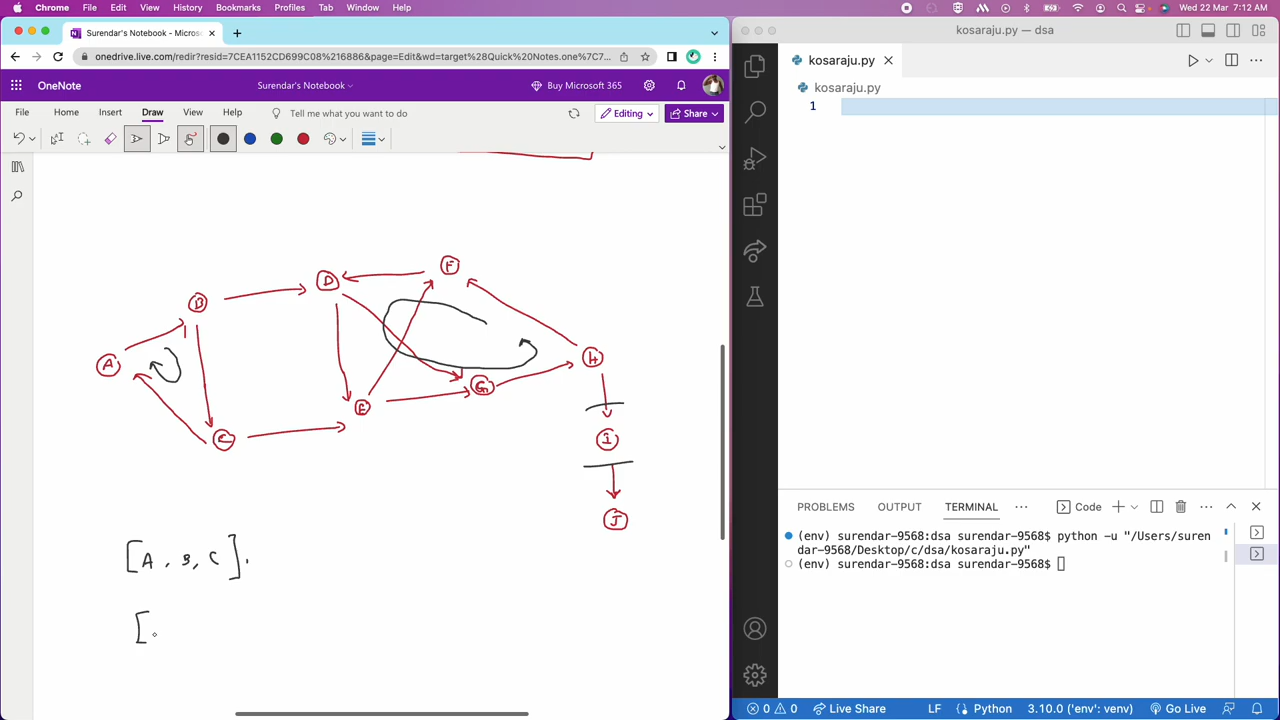 Chrome File Edit View History Bookmarks Profiles Tab Window Help Wed 22 Mar 7:12 AM
Surendar's Notebook – Micros
onedrive.live.com/redir?resid=7CEA1152CD699C08%216886&page=Edit&wd=target%28Quick%20Notes.one%7C7...
OneNote Surendar's Notebook Buy Microsoft 365
File Home Insert Draw View Help Tell me what you want to do Editing Share
F
D
B
H
A
G
E
C
I
J
[A, B, C].
[
kosaraju.py — dsa
kosaraju.py
kosaraju.py
1
PROBLEMS OUTPUT TERMINAL ... Code
(env) surendar-9568:dsa surendar-9568$ python -u "/Users/suren
dar-9568/Desktop/c/dsa/kosaraju.py"
(env) surendar-9568:dsa surendar-9568$
0 0 Live Share LF Python 3.10.0 ('env': venv) Go Live